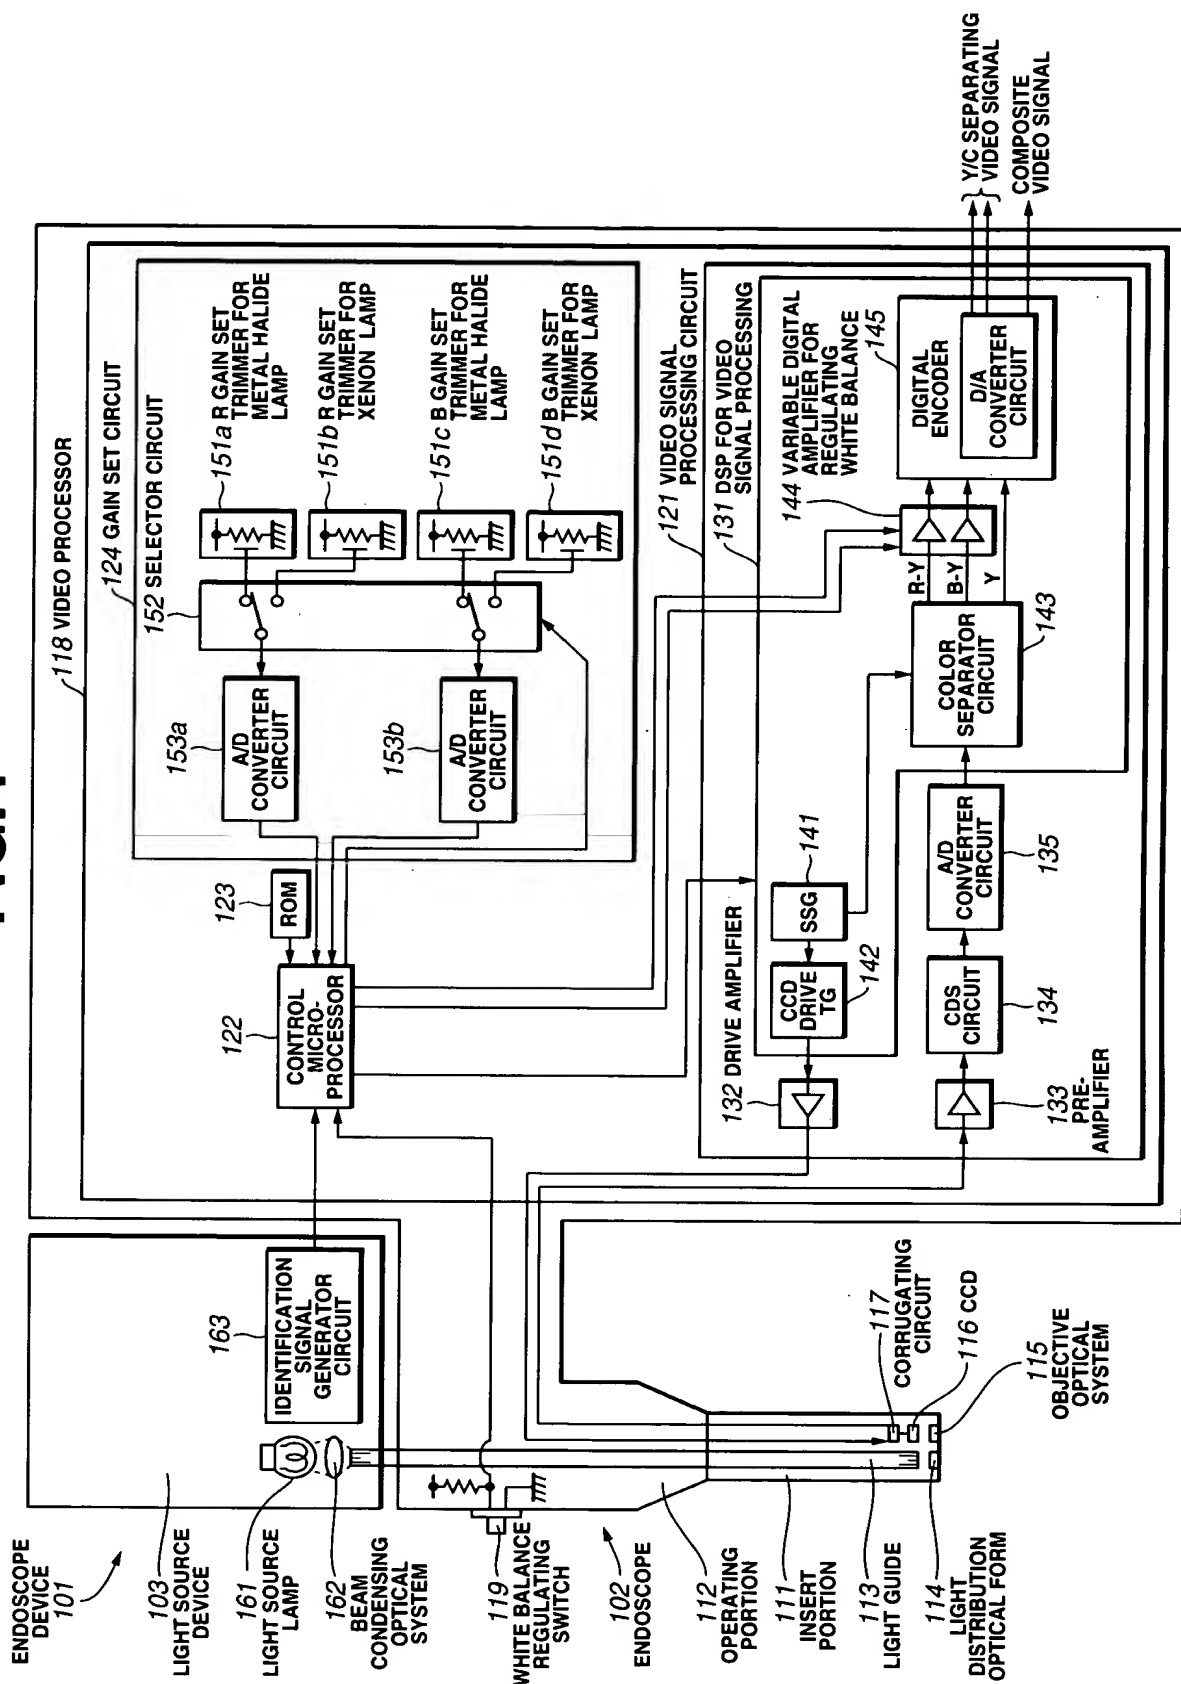 ENDOSCOPE
DEVICE
101
103
LIGHT SOURCE
DEVICE
161
LIGHT SOURCE
LAMP
162
BEAM
CONDENSING
OPTICAL
SYSTEM
119
WHITE BALANCE
REGULATING
SWITCH
102
ENDOSCOPE
112
OPERATING
PORTION
111
INSERT
PORTION
113
LIGHT GUIDE
114
LIGHT
DISTRIBUTION
OPTICAL FORM
163
IDENTIFICATION
SIGNAL
GENERATOR
CIRCUIT
117
CORRUGATING
CIRCUIT
116 CCD
115
OBJECTIVE
OPTICAL
SYSTEM
118 VIDEO PROCESSOR
124 GAIN SET CIRCUIT
152 SELECTOR CIRCUIT
122
CONTROL
MICRO-
PROCESSOR
123
ROM
153a
A/D
CONVERTER
CIRCUIT
153b
A/D
CONVERTER
CIRCUIT
151a R GAIN SET
TRIMMER FOR
METAL HALIDE
LAMP
151b R GAIN SET
TRIMMER FOR
XENON LAMP
151c B GAIN SET
TRIMMER FOR
METAL HALIDE
LAMP
151d B GAIN SET
TRIMMER FOR
XENON LAMP
121 VIDEO SIGNAL
PROCESSING CIRCUIT
131 DSP FOR VIDEO
SIGNAL PROCESSING
144 VARIABLE DIGITAL
AMPLIFIER FOR
REGULATING
WHITE BALANCE
132 DRIVE AMPLIFIER
CCD
DRIVE
TG
142
SSG
141
133
PRE-
AMPLIFIER
CDS
CIRCUIT
134
A/D
CONVERTER
CIRCUIT
135
COLOR
SEPARATOR
CIRCUIT
143
R-Y
B-Y
Y
DIGITAL
ENCODER
145
D/A
CONVERTER
CIRCUIT
Y/C SEPARATING
VIDEO SIGNAL
COMPOSITE
VIDEO SIGNAL